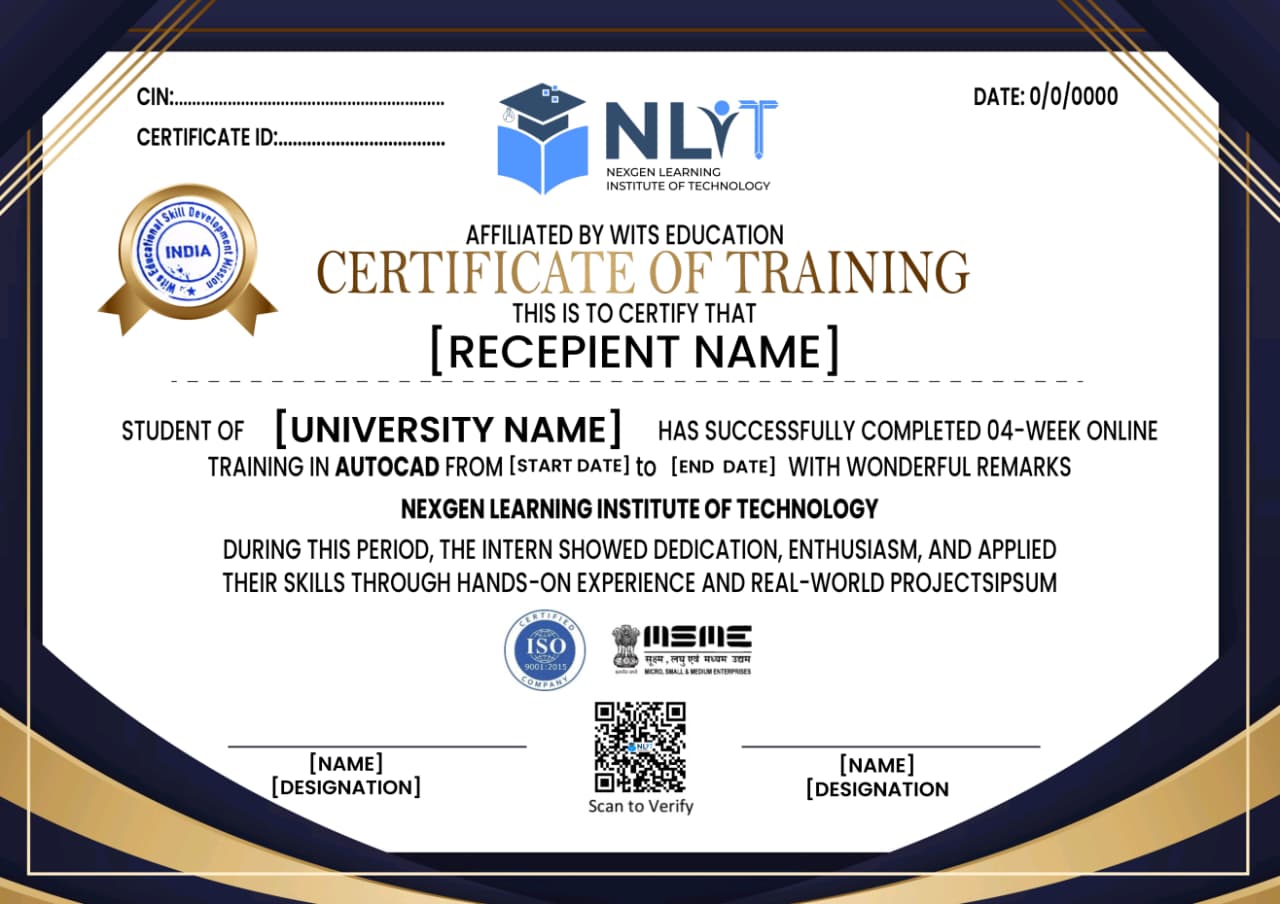 CIN:............................................................
DATE: 0/0/0000
CERTIFICATE ID:...................................
NLIT
NEXGEN LEARNING
INSTITUTE OF TECHNOLOGY
Wits Educational Skill Development Mission
INDIA
AFFILIATED BY WITS EDUCATION
CERTIFICATE OF TRAINING
THIS IS TO CERTIFY THAT
[RECEPIENT NAME]
STUDENT OF [UNIVERSITY NAME] HAS SUCCESSFULLY COMPLETED 04-WEEK ONLINE
TRAINING IN AUTOCAD FROM [START DATE] to [END DATE] WITH WONDERFUL REMARKS
NEXGEN LEARNING INSTITUTE OF TECHNOLOGY
DURING THIS PERIOD, THE INTERN SHOWED DEDICATION, ENTHUSIASM, AND APPLIED
THEIR SKILLS THROUGH HANDS-ON EXPERIENCE AND REAL-WORLD PROJECTSIPSUM
CERTIFIED
ISO
9001:2015
COMPANY
MSME
सूक्ष्म, लघु एवं मध्यम उद्यम
MICRO, SMALL & MEDIUM ENTERPRISES
NLIT
Scan to Verify
[NAME]
[DESIGNATION]
[NAME]
[DESIGNATION